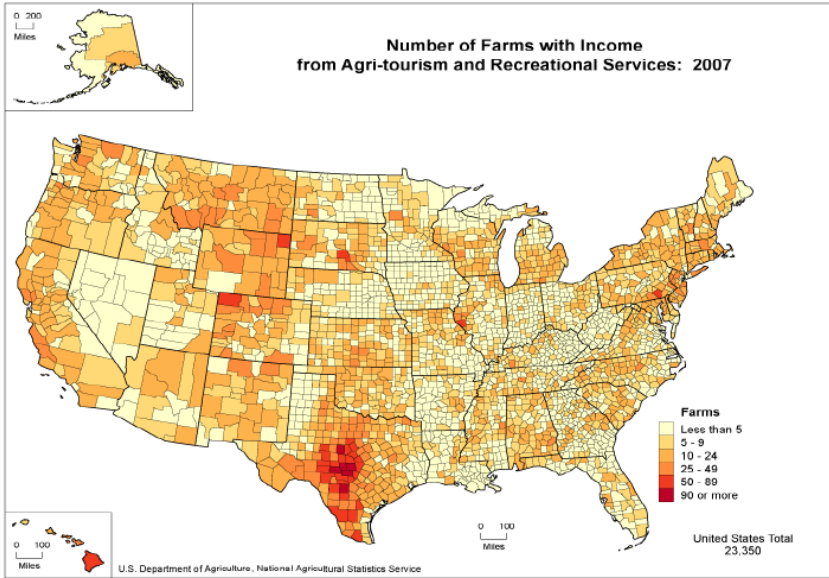 0 200
Miles
Number of Farms with Income
from Agri-tourism and Recreational Services: 2007
Farms
Less than 5
5 - 9
10 - 24
25 - 49
50 - 89
90 or more
0 100
Miles
0 100
Miles
United States Total
23,350
U.S. Department of Agriculture, National Agricultural Statistics Service